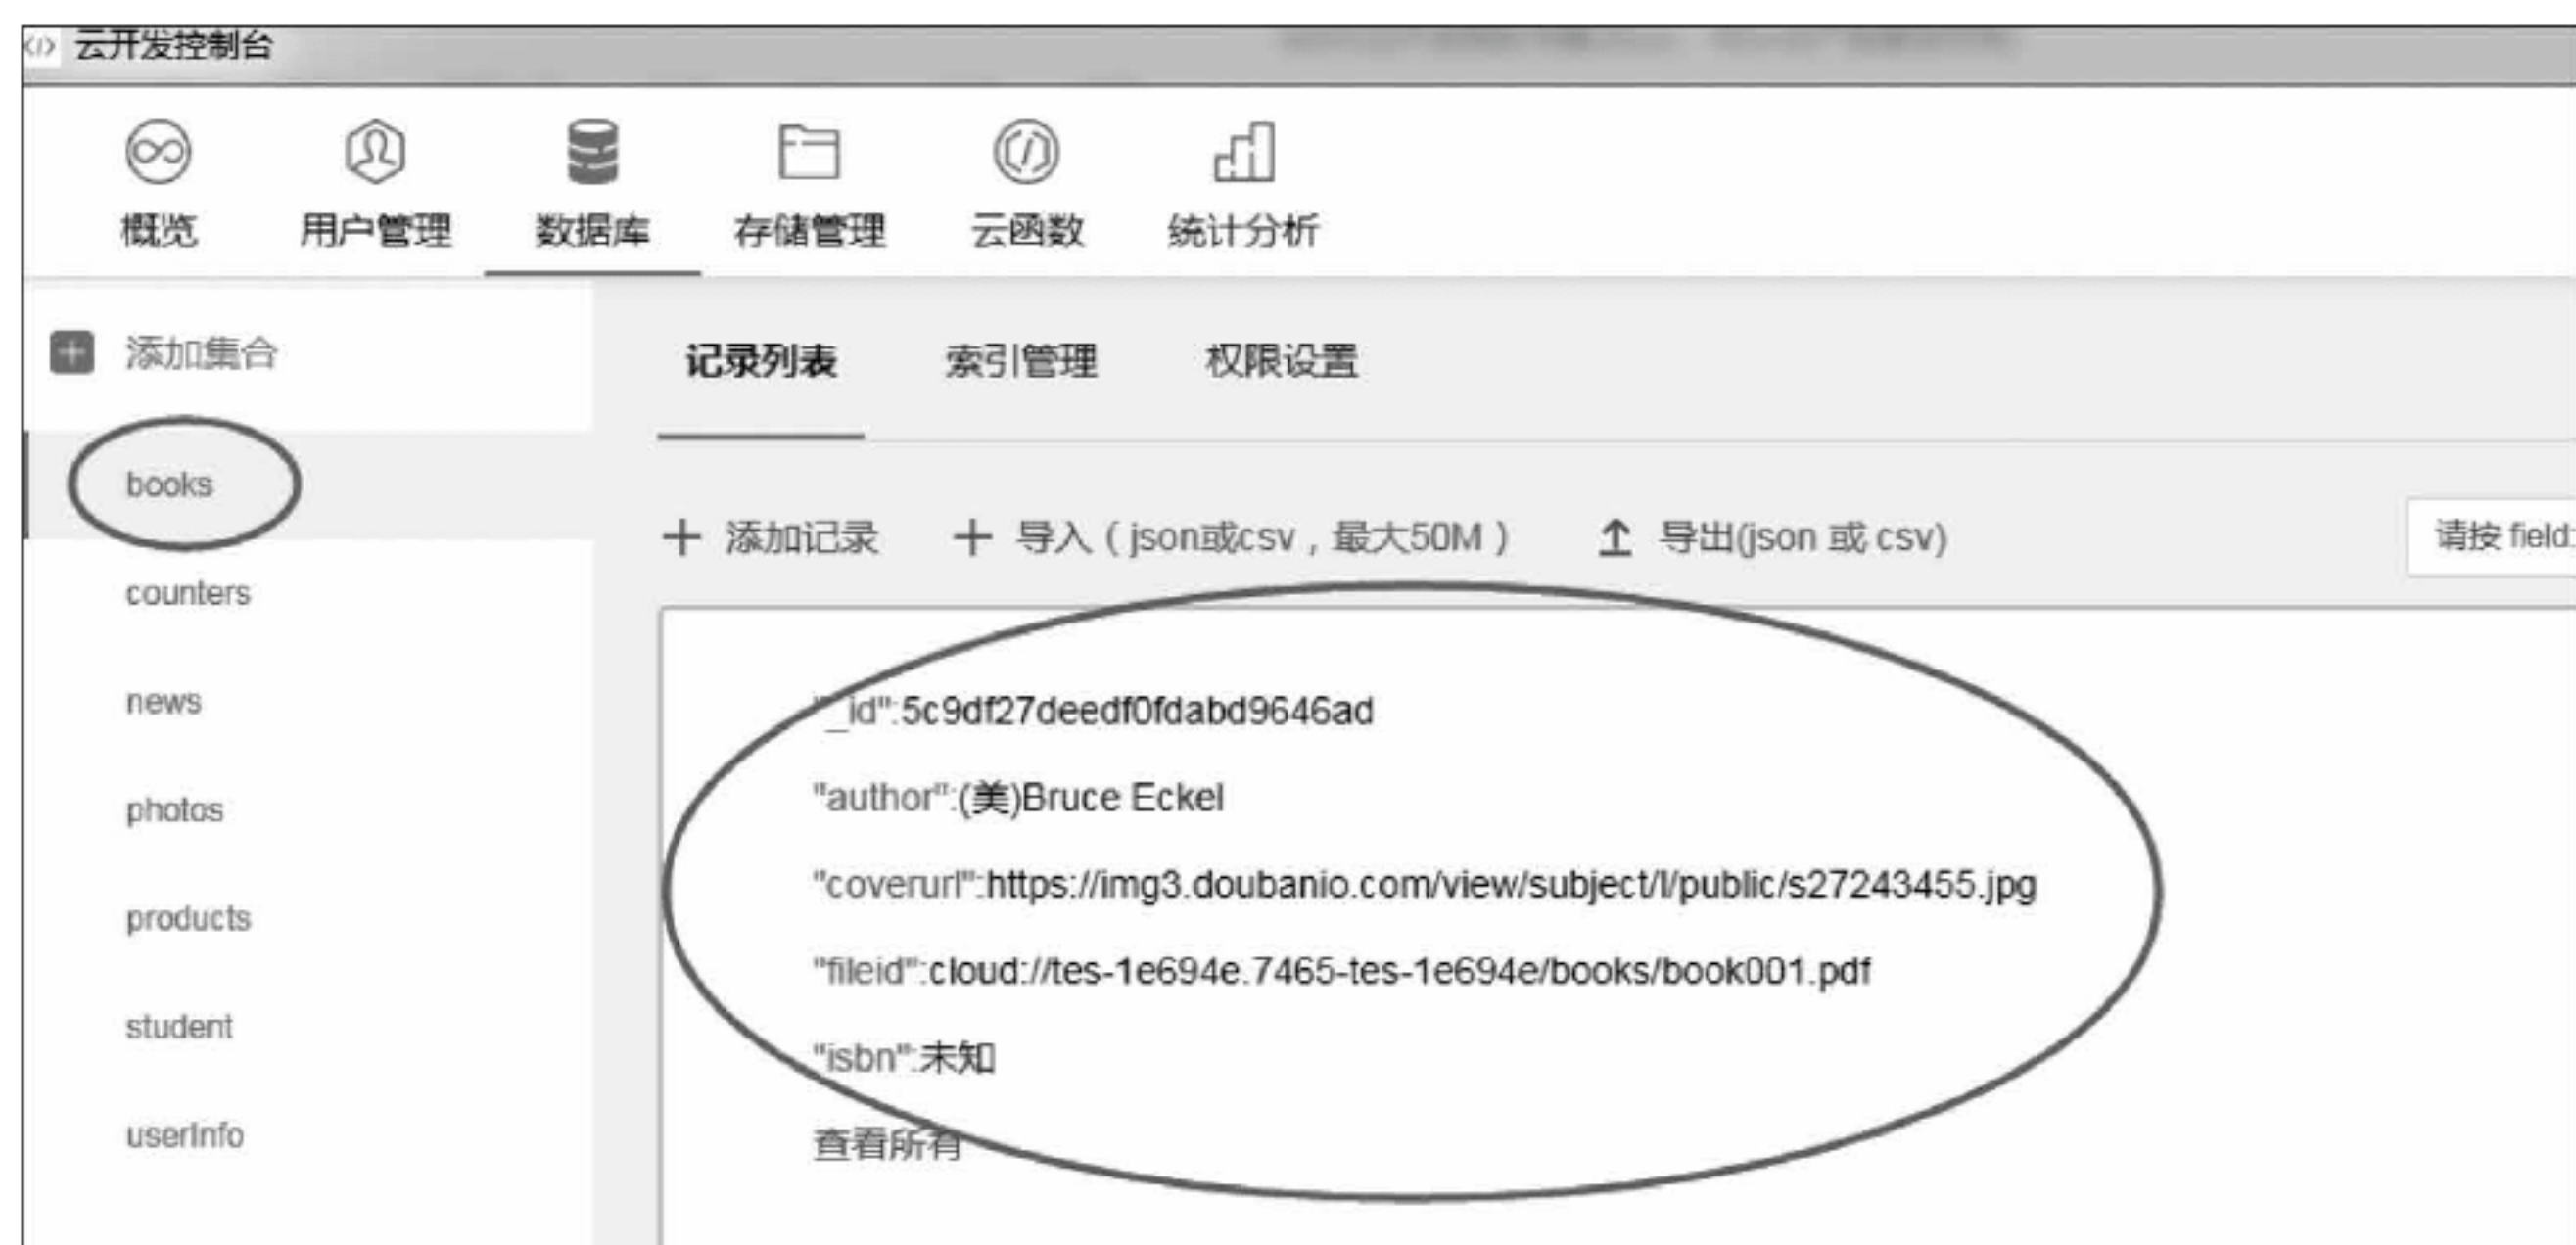 云开发控制台
概览 用户管理 数据库 存储管理 云函数 统计分析
添加集合
记录列表 索引管理 权限设置
books
添加记录 导入（json或csv，最大50M） 导出(json 或 csv) 请按 field:
counters
news
photos
products
student
userInfo
"_id":5c9df27deedf0fdabd9646ad
"author":(美)Bruce Eckel
"coverurl":https://img3.doubanio.com/view/subject/l/public/s27243455.jpg
"fileid":cloud://tes-1e694e.7465-tes-1e694e/books/book001.pdf
"isbn":未知
查看所有